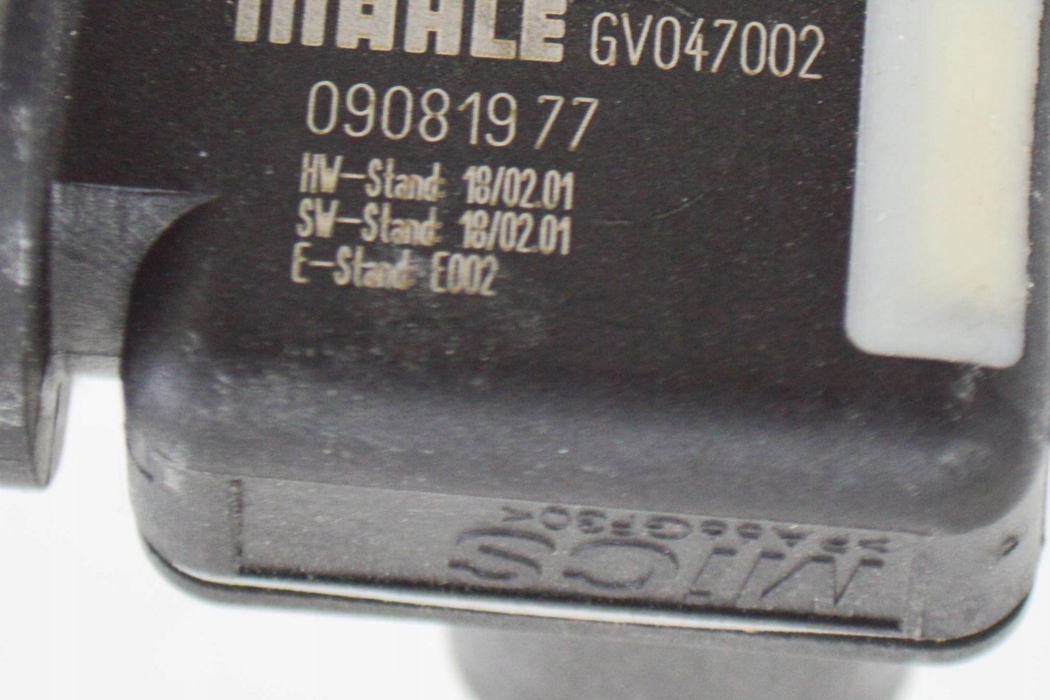 MAHLE GV047002
09081977
HW-Stand: 18/02.01
SW-Stand: 18/02.01
E-Stand: E002